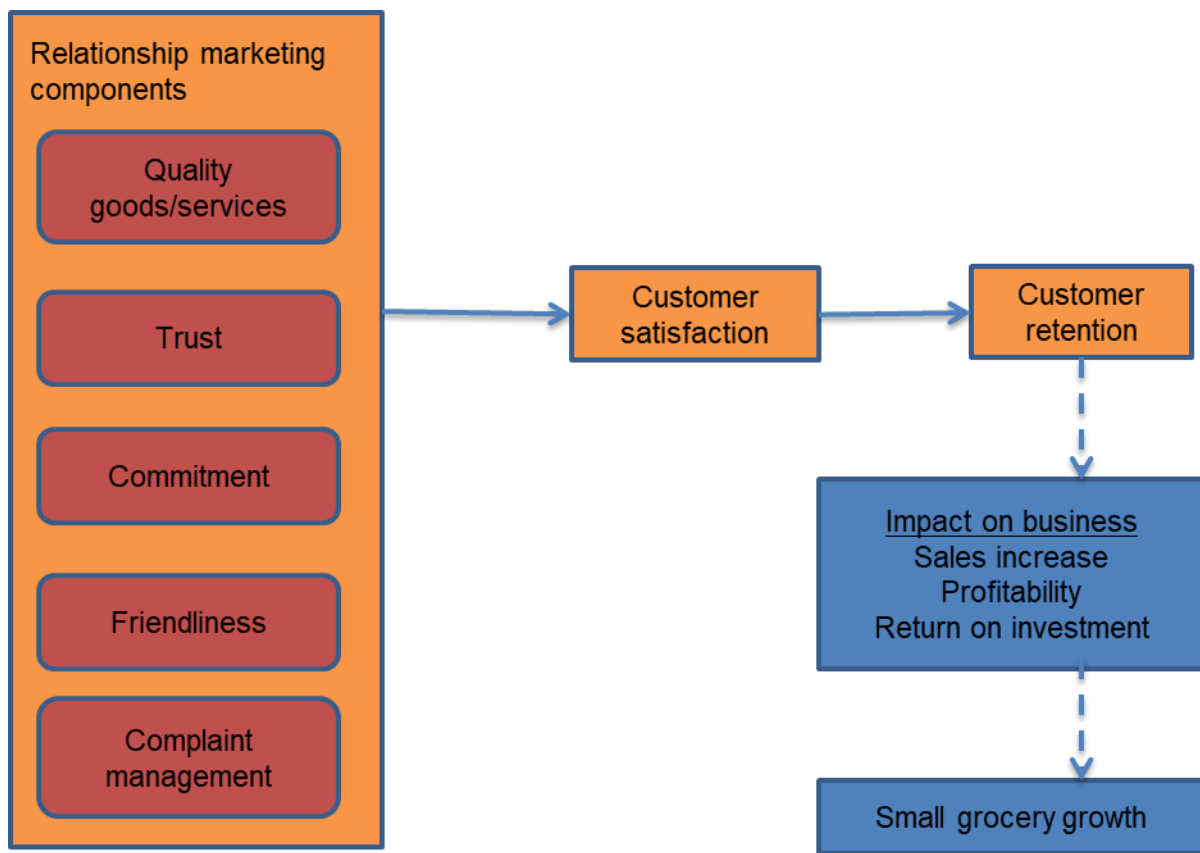 Relationship marketing
components
Quality
goods/services
Trust
Commitment
Friendliness
Complaint
management
Customer
satisfaction
Customer
retention
Impact on business
Sales increase
Profitability
Return on investment
Small grocery growth